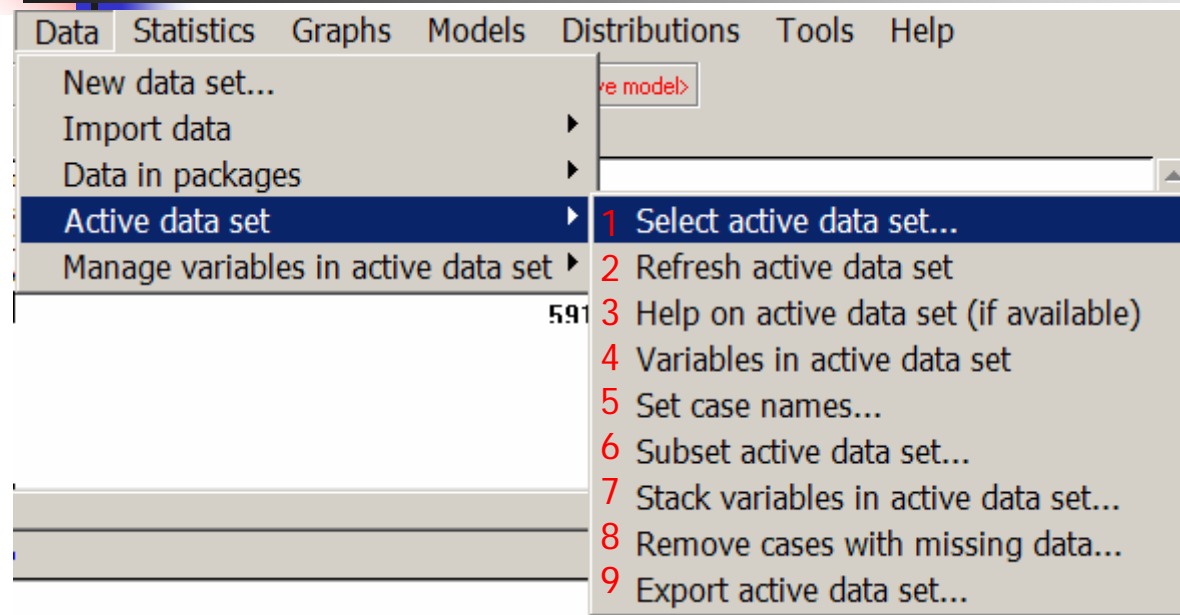 Data Statistics Graphs Models Distributions Tools Help
New data set...
ve model>
Import data
Data in packages
Active data set
Manage variables in active data set
591
1 Select active data set...
2 Refresh active data set
3 Help on active data set (if available)
4 Variables in active data set
5 Set case names...
6 Subset active data set...
7 Stack variables in active data set...
8 Remove cases with missing data...
9 Export active data set...